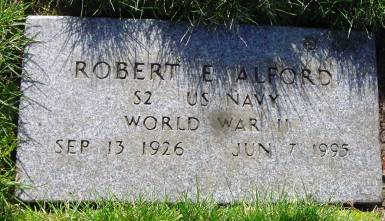 ROBERT E ALFORD
S2 US NAVY
WORLD WAR II
SEP 13 1926 JUN 7 1995